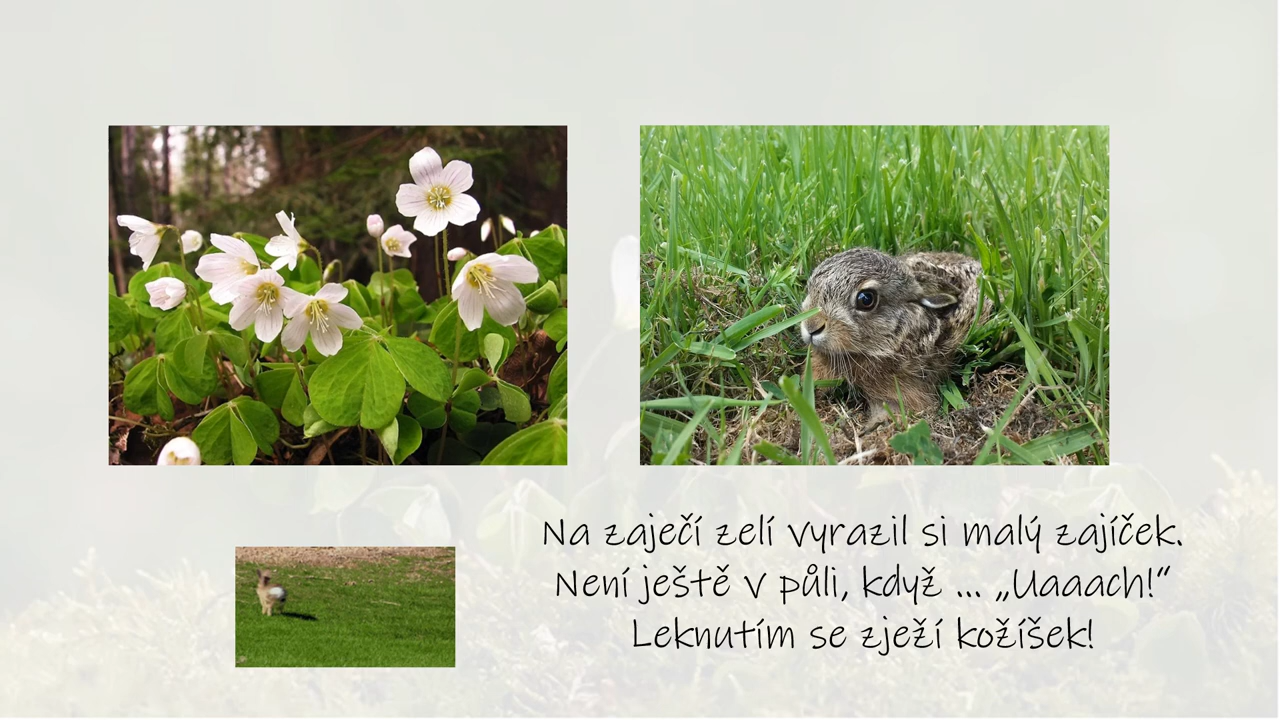 Na zaječí zelí vyrazil si malý zajíček.
Není ještě v půli, když ... „Uaaach!“
Leknutím se zježí kožíšek!